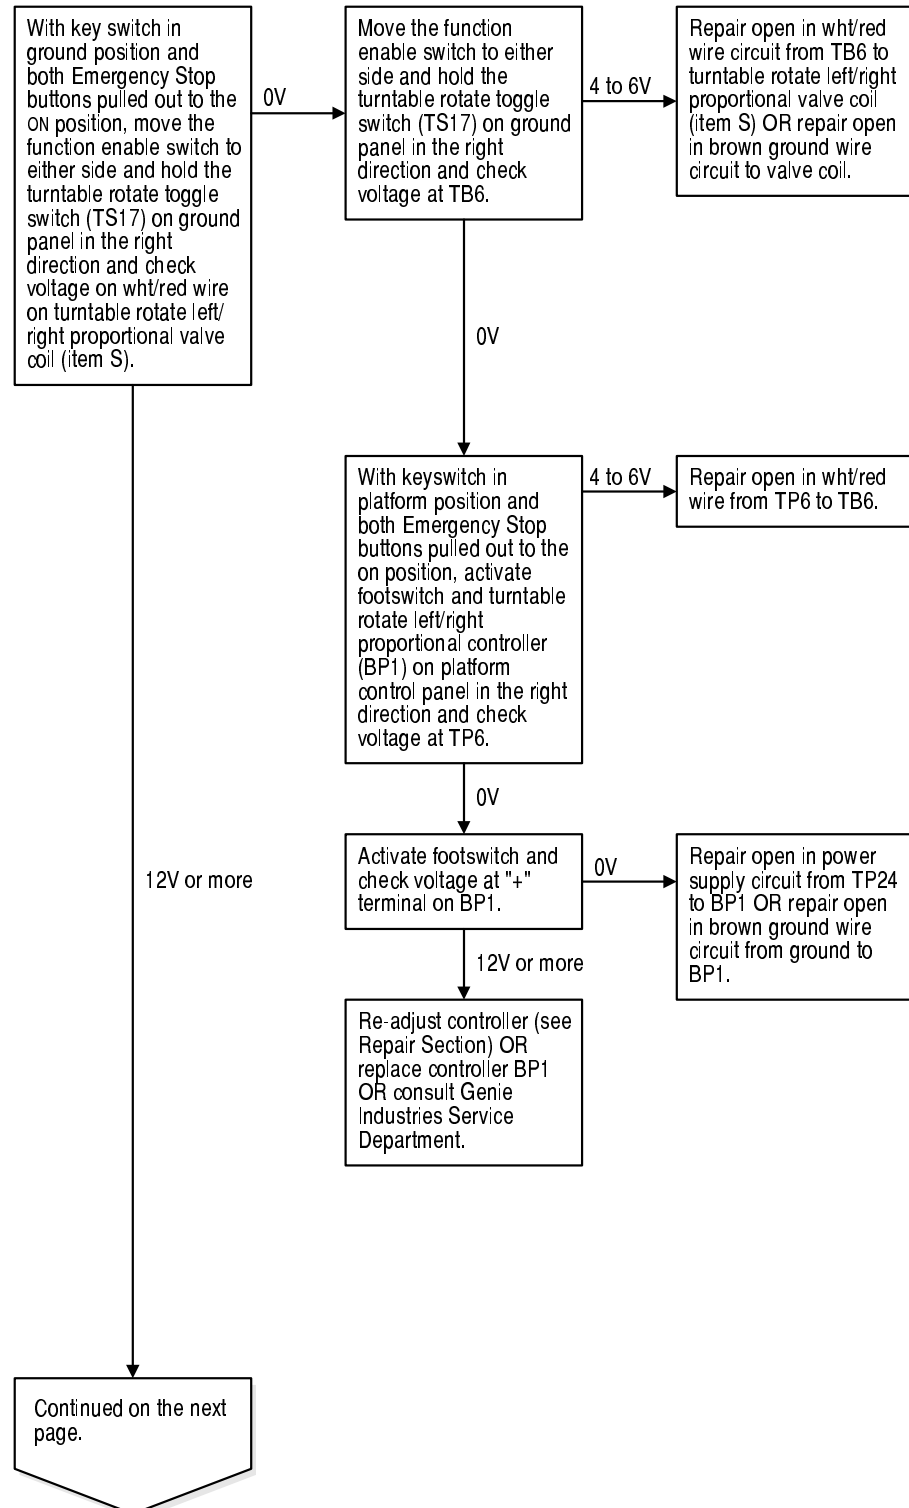 With key switch in
ground position and
both Emergency Stop
buttons pulled out to the
ON position, move the
function enable switch to
either side and hold the
turntable rotate toggle
switch (TS17) on ground
panel in the right
direction and check
voltage on wht/red wire
on turntable rotate left/
right proportional valve
coil (item S).
0V
Move the function
enable switch to either
side and hold the
turntable rotate toggle
switch (TS17) on ground
panel in the right
direction and check
voltage at TB6.
4 to 6V
Repair open in wht/red
wire circuit from TB6 to
turntable rotate left/right
proportional valve coil
(item S) OR repair open
in brown ground wire
circuit to valve coil.
0V
With keyswitch in
platform position and
both Emergency Stop
buttons pulled out to the
on position, activate
footswitch and turntable
rotate left/right
proportional controller
(BP1) on platform
control panel in the right
direction and check
voltage at TP6.
4 to 6V
Repair open in wht/red
wire from TP6 to TB6.
0V
12V or more
Activate footswitch and
check voltage at "+"
terminal on BP1.
0V
Repair open in power
supply circuit from TP24
to BP1 OR repair open
in brown ground wire
circuit from ground to
BP1.
12V or more
Re-adjust controller (see
Repair Section) OR
replace controller BP1
OR consult Genie
Industries Service
Department.
Continued on the next
page.